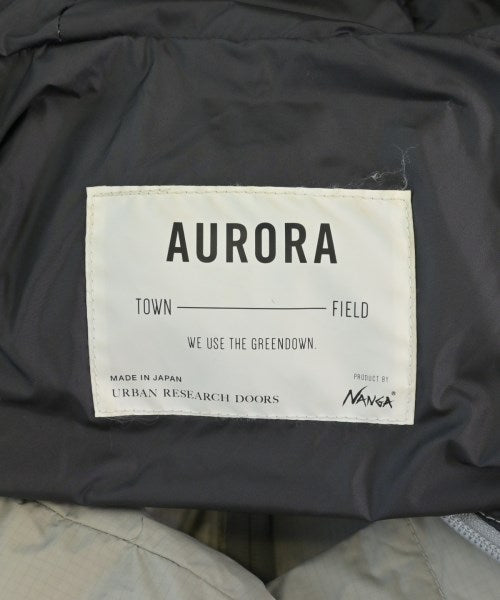 AURORA
TOWN FIELD
WE USE THE GREENDOWN.
MADE IN JAPAN
URBAN RESEARCH DOORS
PRODUCT BY
NANGA®